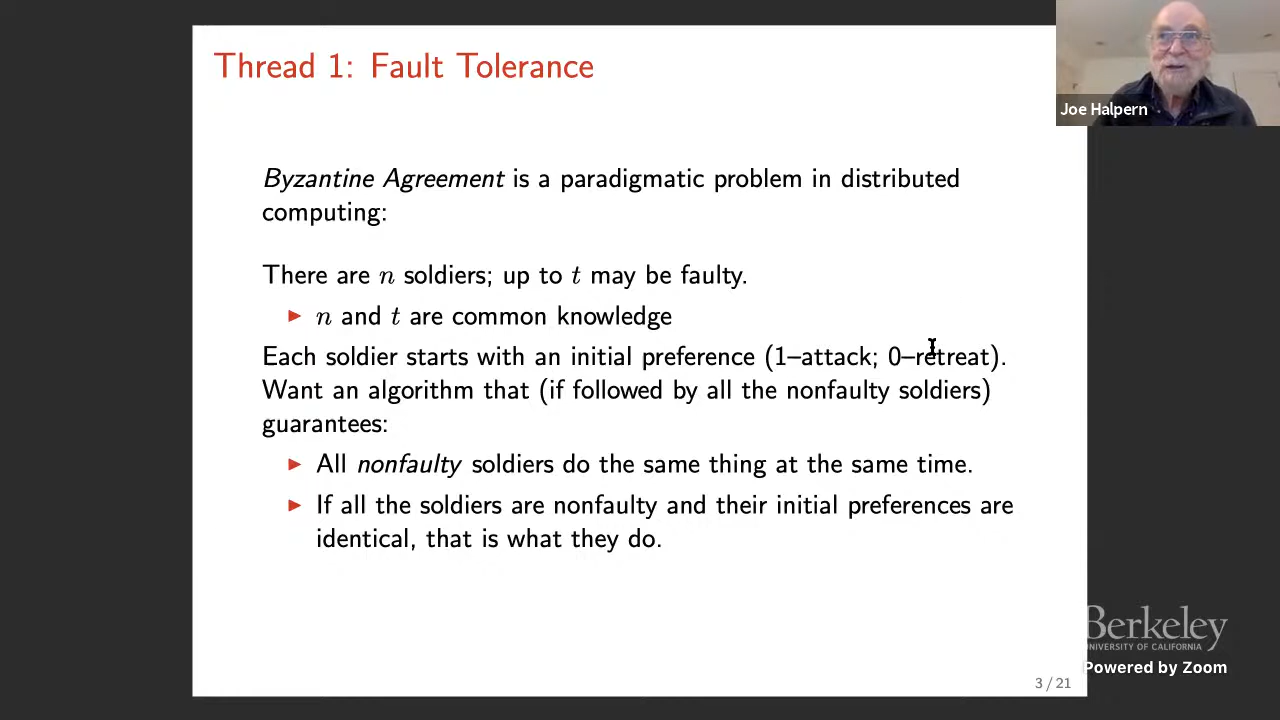 Thread 1: Fault Tolerance
Joe Halpern
Byzantine Agreement is a paradigmatic problem in distributed
computing:
There are n soldiers; up to t may be faulty.
▶ n and t are common knowledge
Each soldier starts with an initial preference (1–attack; 0–retreat).
Want an algorithm that (if followed by all the nonfaulty soldiers)
guarantees:
▶ All nonfaulty soldiers do the same thing at the same time.
▶ If all the soldiers are nonfaulty and their initial preferences are
identical, that is what they do.
Berkeley
UNIVERSITY OF CALIFORNIA
Powered by Zoom
3 / 21